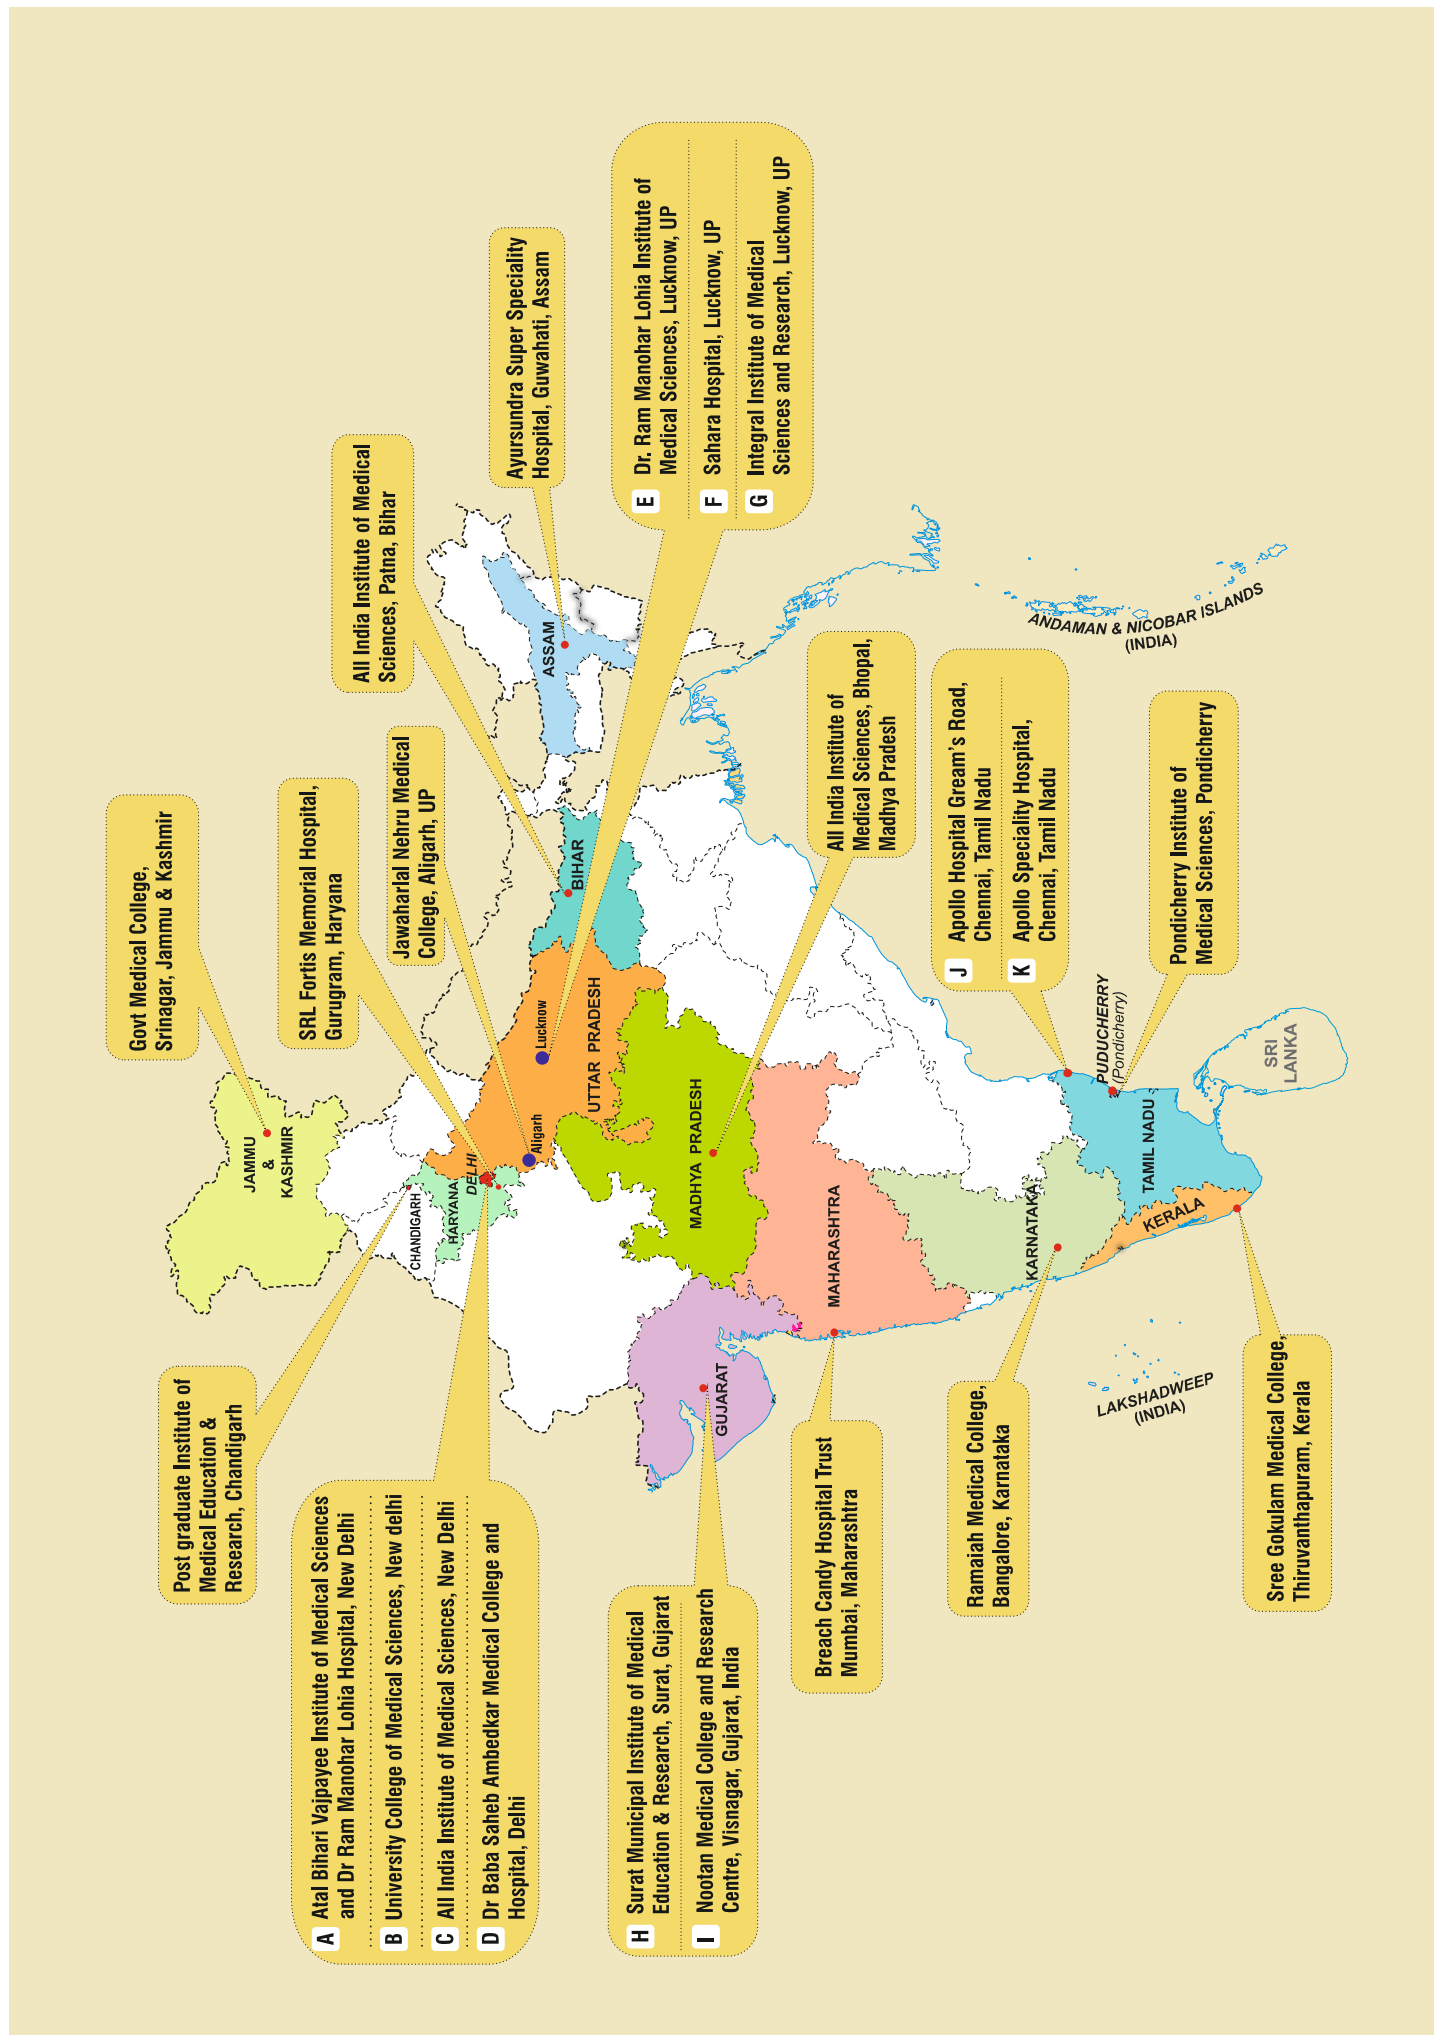 Govt Medical College,
Srinagar, Jammu & Kashmir
SRL Fortis Memorial Hospital,
Gurugram, Haryana
Jawaharlal Nehru Medical
College, Aligarh, UP
All India Institute of Medical
Sciences, Patna, Bihar
Ayursundra Super Speciality
Hospital, Guwahati, Assam
E
Dr. Ram Manohar Lohia Institute of
Medical Sciences, Lucknow, UP
F
Sahara Hospital, Lucknow, UP
G
Integral Institute of Medical
Sciences and Research, Lucknow, UP
Post graduate Institute of
Medical Education &
Research, Chandigarh
A
Atal Bihari Vajpayee Institute of Medical Sciences
and Dr Ram Manohar Lohia Hospital, New Delhi
B
University College of Medical Sciences, New delhi
C
All India Institute of Medical Sciences, New Delhi
D
Dr Baba Saheb Ambedkar Medical College and
Hospital, Delhi
H
Surat Municipal Institute of Medical
Education & Research, Surat, Gujarat
I
Nootan Medical College and Research
Centre, Visnagar, Gujarat, India
Breach Candy Hospital Trust
Mumbai, Maharashtra
Ramaiah Medical College,
Bangalore, Karnataka
Sree Gokulam Medical College,
Thiruvanthapuram, Kerala
All India Institute of
Medical Sciences, Bhopal,
Madhya Pradesh
J
Apollo Hospital Gream's Road,
Chennai, Tamil Nadu
K
Apollo Speciality Hospital,
Chennai, Tamil Nadu
Pondicherry Institute of
Medical Sciences, Pondicherry
JAMMU
&
KASHMIR
CHANDIGARH
HARYANA
DELHI
Aligarh
Lucknow
UTTAR PRADESH
BIHAR
ASSAM
MADHYA PRADESH
GUJARAT
MAHARASHTRA
KARNATAKA
KERALA
TAMIL NADU
PUDUCHERRY
(Pondicherry)
SRI
LANKA
ANDAMAN & NICOBAR ISLANDS
(INDIA)
LAKSHADWEEP
(INDIA)